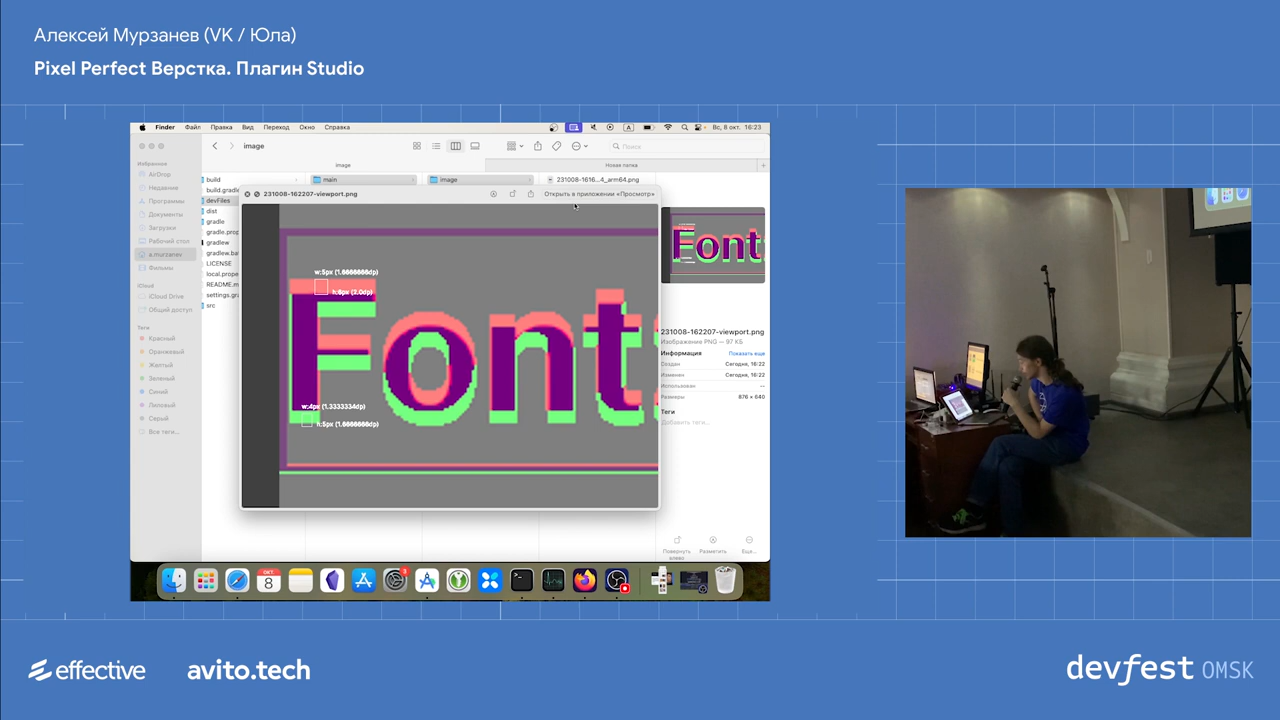 Алексей Мурзанев (VK / Юла)
Pixel Perfect Верстка. Плагин Studio
Finder Файл Правка Вид Переход Окно Справка
A Вс, 8 окт. 16:23
image
Поиск
image
Новая папка
Избранное
AirDrop
Недавние
Программы
Документы
Загрузки
Рабочий стол
a.murzanev
Фильмы
iCloud
iCloud Drive
Общий доступ
Теги
Красный
Оранжевый
Желтый
Зеленый
Синий
Лиловый
Серый
Все теги...
build
build.gradle
devFiles
dist
gradle
gradle.prop
gradlew
gradlew.ba
LICENSE
local.prope
README.m
settings.gra
src
main
image
231008-1616...4_arm64.png
231008-162207-viewport.png
Открыть в приложении «Просмотр»
w:5px (1.6666666dp)
h:6px (2.0dp)
Font
w:4px (1.3333334dp)
h:5px (1.6666666dp)
Font
231008-162207-viewport.png
Изображение PNG — 97 КБ
Информация
Показать еще
Создан
Сегодня, 16:22
Изменен
Сегодня, 16:22
Использован
--
Размеры
876 × 640
Теги
Добавить теги...
Повернуть влево
Разметить
Еще...
ОКТ
8
3
effective
avito.tech
devfest OMSK